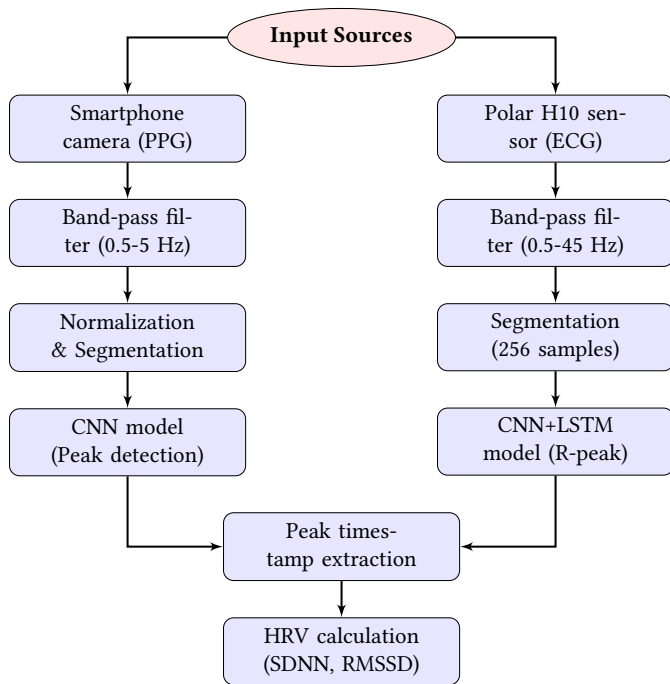 Input Sources
Smartphone
camera (PPG)
Band-pass fil-
ter (0.5-5 Hz)
Normalization
& Segmentation
CNN model
(Peak detection)
Polar H10 sen-
sor (ECG)
Band-pass fil-
ter (0.5-45 Hz)
Segmentation
(256 samples)
CNN+LSTM
model (R-peak)
Peak times-
tamp extraction
HRV calculation
(SDNN, RMSSD)